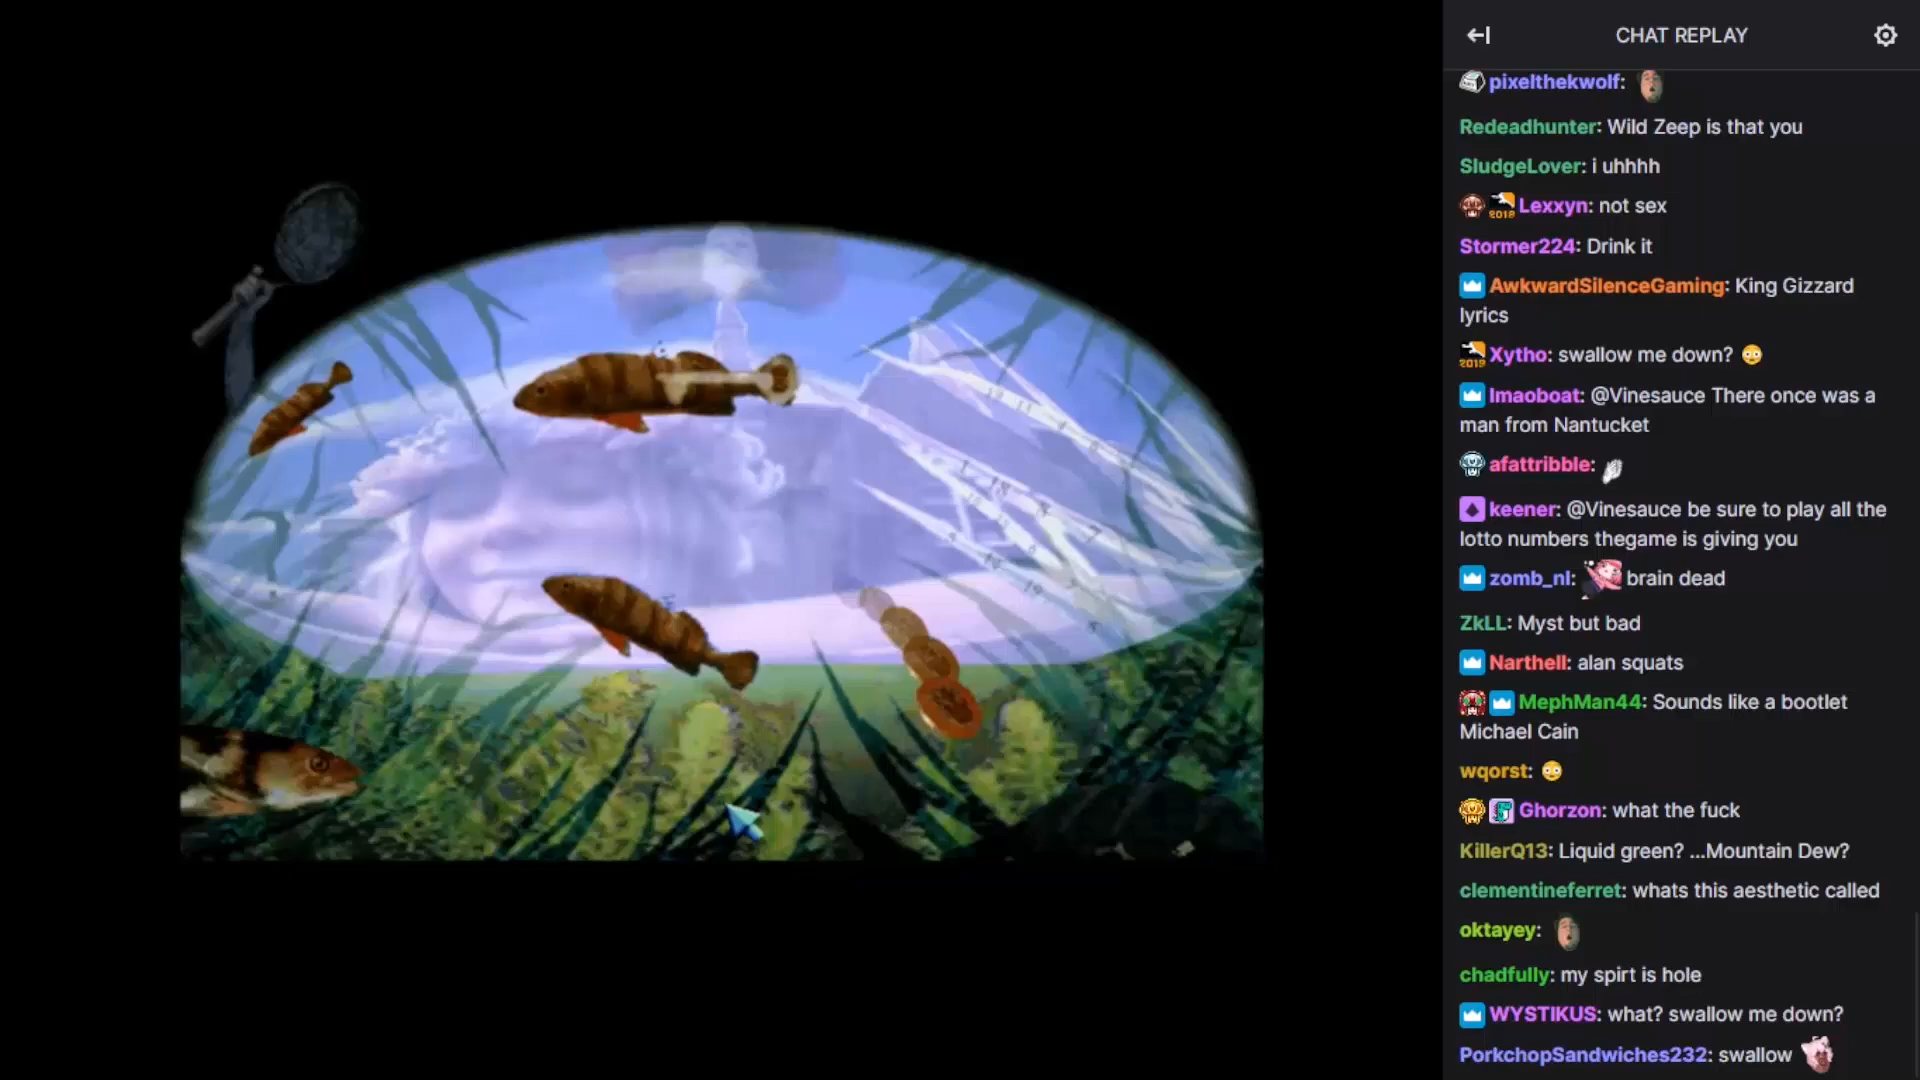 CHAT REPLAY
pixelthekwolf:
Redeadhunter: Wild Zeep is that you
SludgeLover: i uhhhh
2018 Lexxyn: not sex
Stormer224: Drink it
AwkwardSilenceGaming: King Gizzard
lyrics
2019 Xytho: swallow me down?
lmaoboat: @Vinesauce There once was a
man from Nantucket
afattribble:
keener: @Vinesauce be sure to play all the
lotto numbers thegame is giving you
zomb_nl: brain dead
ZkLL: Myst but bad
Narthell: alan squats
MephMan44: Sounds like a bootlet
Michael Cain
wqorst:
Ghorzon: what the fuck
KillerQ13: Liquid green? ...Mountain Dew?
clementineferret: whats this aesthetic called
oktayey:
chadfully: my spirt is hole
WYSTIKUS: what? swallow me down?
PorkchopSandwiches232: swallow